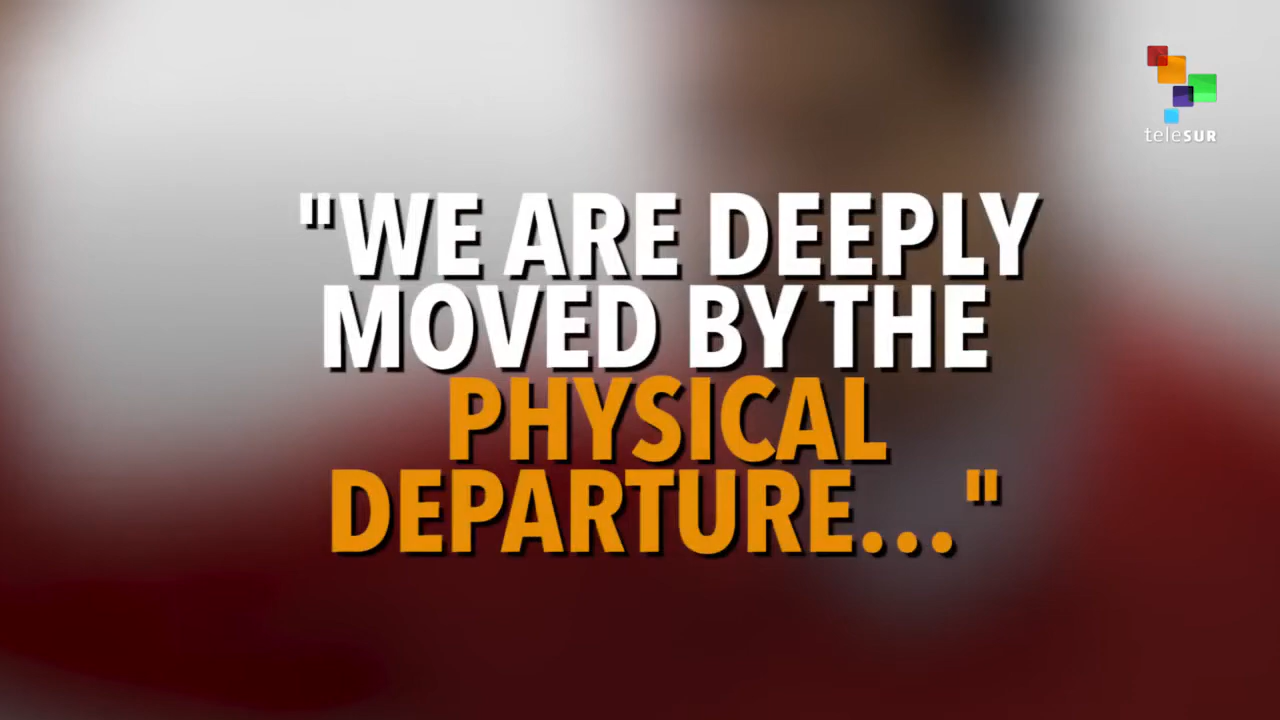 teleSUR
"WE ARE DEEPLY
MOVED BY THE
PHYSICAL
DEPARTURE..."